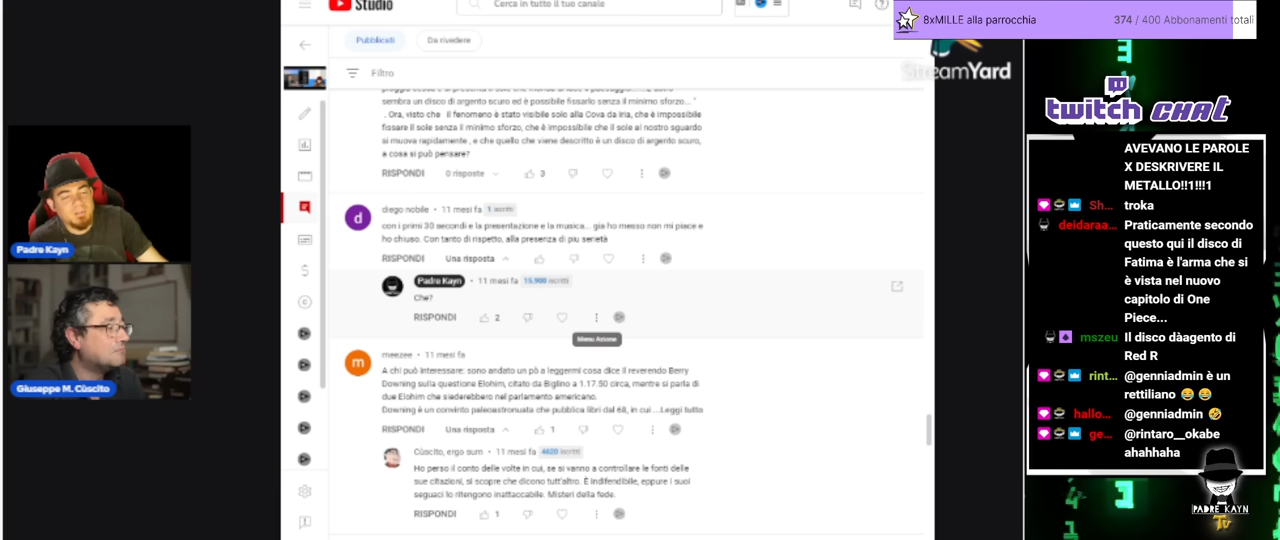 Studio
Cerca in tutto il tuo canale
8xMILLE alla parrocchia
374 / 400 Abbonamenti totali
StreamYard
Pubblicati
Da rivedere
Filtro
sembra un disco di argento scuro ed è possibile fissarlo senza il minimo sforzo... "
. Ora, visto che il fenomeno è stato visibile solo alla Cova da Iria, che è impossibile
fissare il sole senza il minimo sforzo, che è impossibile che il sole al nostro sguardo
si muova rapidamente , e che quello che viene descritto è un disco di argento scuro,
a cosa si può pensare?
RISPONDI 0 risposte 3
d
diego nobile • 11 mesi fa 1 iscritti
con i primi 30 secondi e la presentazione e la musica... gia ho messo non mi piace e
ho chiuso. Con tanto di rispetto, alla presenza di piu serietà
RISPONDI Una risposta
Padre Kayn • 11 mesi fa 15.900 iscritti
Che?
RISPONDI 2
Menu Azione
m
meezee • 11 mesi fa
A chi può interessare: sono andato un pò a leggermi cosa dice il reverendo Berry
Downing sulla questione Elohim, citato da Biglino a 1.17.50 circa, mentre si parla di
due Elohim che siederebbero nel parlamento americano.
Downing è un convinto paleoastronauta che pubblica libri dal 68, in cui ...Leggi tutto
RISPONDI Una risposta 1
Cùscito, ergo sum • 11 mesi fa 4620 iscritti
Ho perso il conto delle volte in cui, se si vanno a controllare le fonti delle
sue citazioni, si scopre che dicono tutt'altro. È indifendibile, eppure i suoi
seguaci lo ritengono inattaccabile. Misteri della fede.
RISPONDI 1
Padre Kayn
Giuseppe M. Cùscito
twitch CHAT
AVEVANO LE PAROLE
X DESKRIVERE IL
METALLO!!1!!!1
Sh... troka
deidaraa... Praticamente secondo
questo qui il disco di
Fatima è l'arma che si
è vista nel nuovo
capitolo di One
Piece...
mszeu Il disco dàagento di
Red R
rint... @genniadmin è un
rettiliano 😂 😂
hallo... @genniadmin 🤣
ge... @rintaro__okabe
ahahhaha
PADRE KAYN
TV